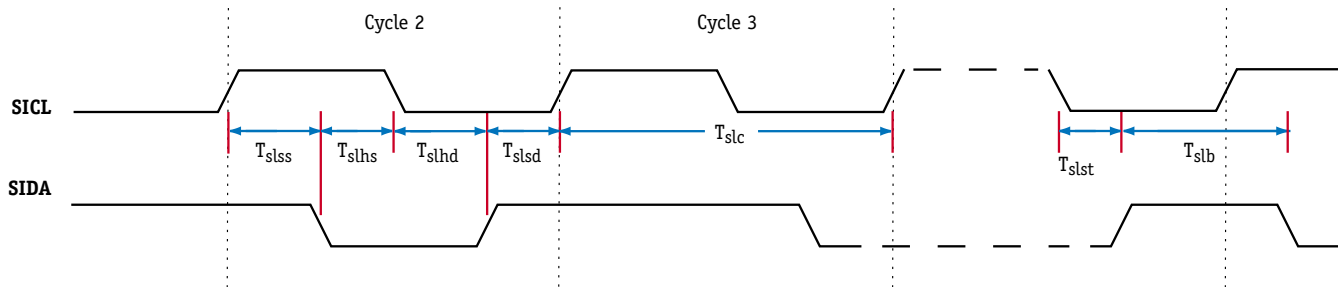 Cycle 2
Cycle 3
SICL
Tslss
Tslhs
Tslhd
Tslsd
Tslc
Tslst
Tslb
SIDA